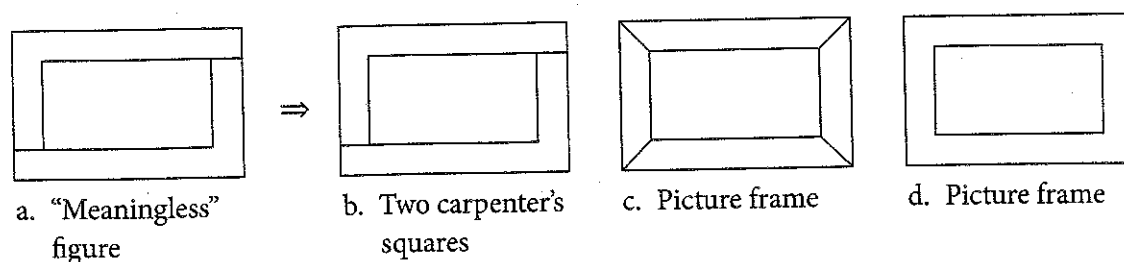 a. “Meaningless”
figure
⇒
b. Two carpenter’s
squares
c. Picture frame
d. Picture frame